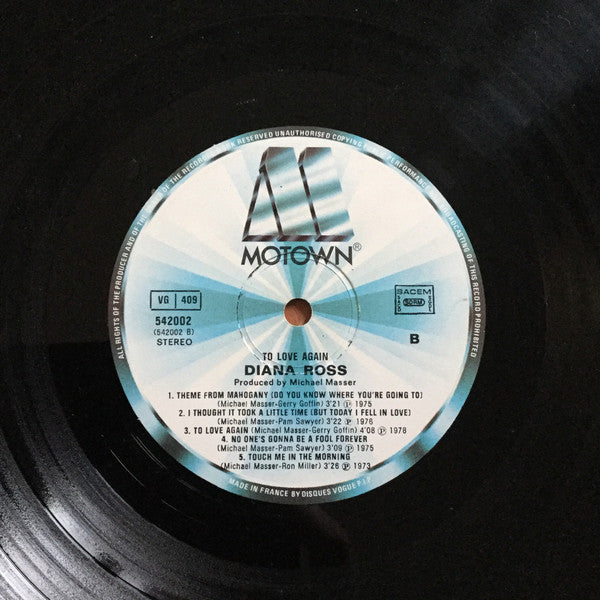 ALL RIGHTS OF THE PRODUCER AND OF THE OF THE RECORDED WORK RESERVED UNAUTHORISED COPYING PUBLIC PERFORMANCE AND BROADCASTING OF THIS RECORD PROHIBITED
MOTOWN®
VG | 409
542002
(542002 B)
STEREO
SACEM
B
TO LOVE AGAIN
DIANA ROSS
Produced by Michael Masser
1. THEME FROM MAHOGANY (DO YOU KNOW WHERE YOU'RE GOING TO)
(Michael Masser-Gerry Goffin) 3'21 ℗ 1975
2. I THOUGHT IT TOOK A LITTLE TIME (BUT TODAY I FELL IN LOVE)
(Michael Masser-Pam Sawyer) 3'22 ℗ 1976
3. TO LOVE AGAIN (Michael Masser-Gerry Goffin) 4'08 ℗ 1978
4. NO ONE'S GONNA BE A FOOL FOREVER
(Michael Masser-Pam Sawyer) 3'09 ℗ 1975
5. TOUCH ME IN THE MORNING
(Michael Masser-Ron Miller) 3'26 ℗ 1973
MADE IN FRANCE BY DISQUES VOGUE P.I.P